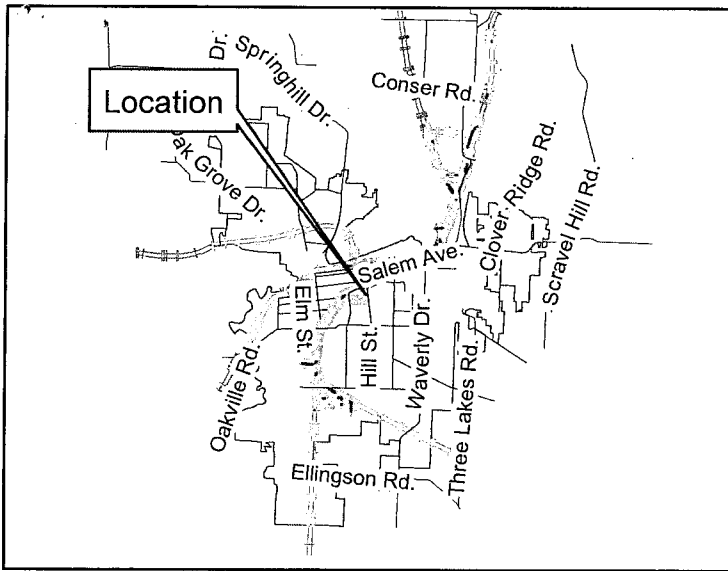 Dr.
Springhill Dr.
Conser Rd.
Location
Oak Grove Dr.
Clover Ridge Rd.
Scravel Hill Rd.
Salem Ave.
Elm St.
Hill St.
Waverly Dr.
Oakville Rd.
Three Lakes Rd.
Ellingson Rd.